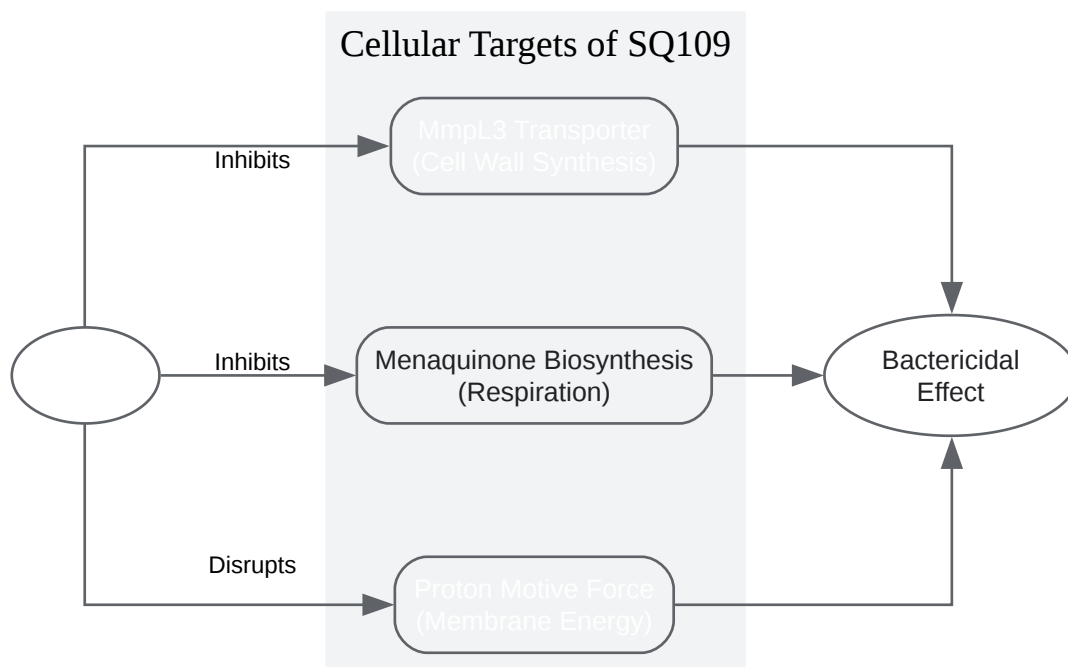 Cellular Targets of SQ109
MmpL3 Transporter
(Cell Wall Synthesis)
Inhibits
Inhibits
Menaquinone Biosynthesis
(Respiration)
Bactericidal
Effect
Disrupts
Proton Motive Force
(Membrane Energy)